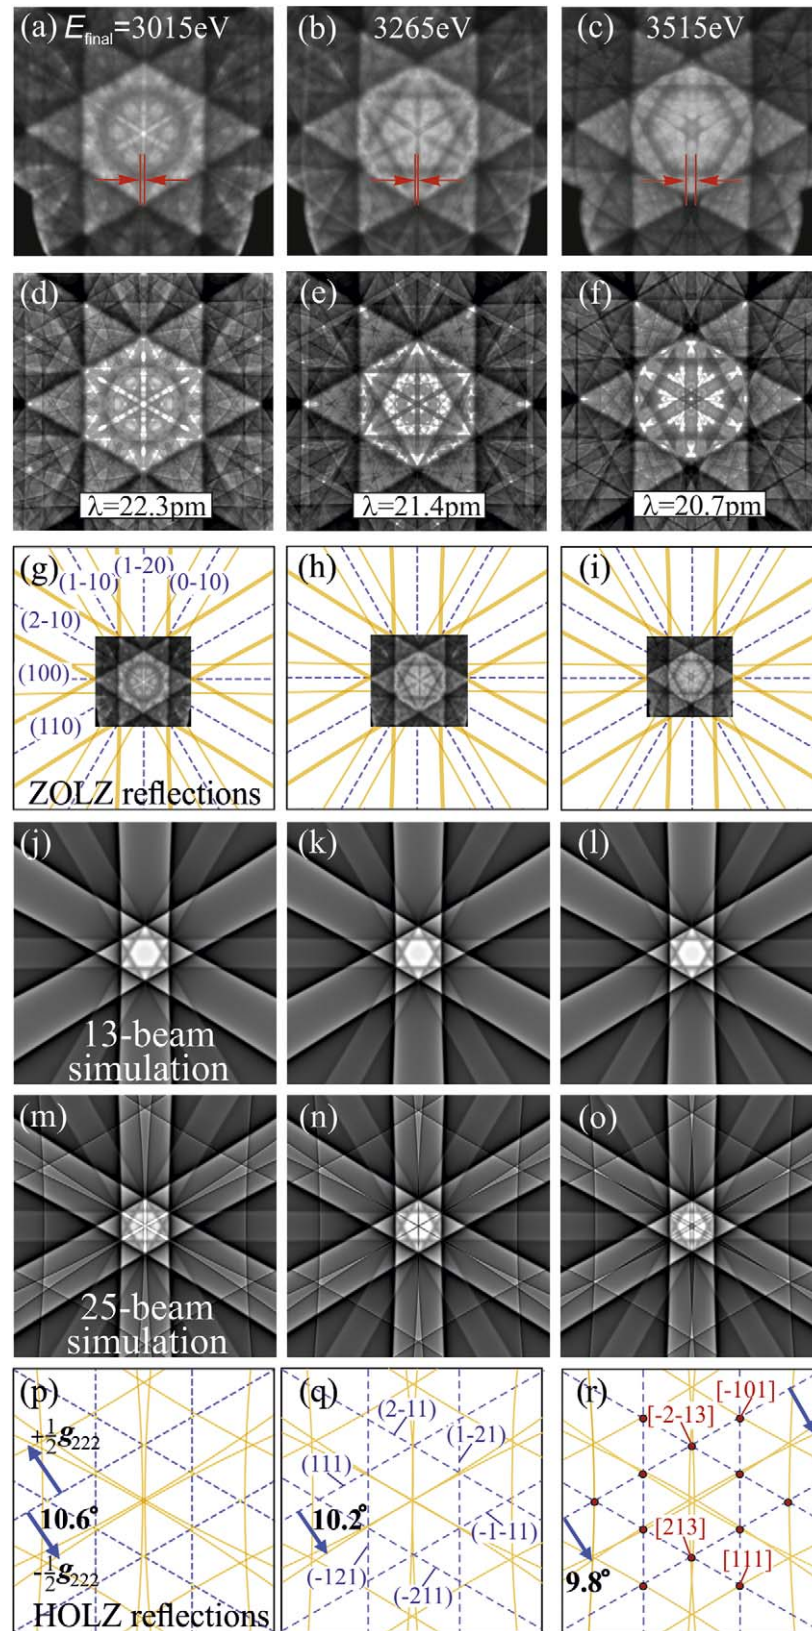 (a) E_final=3015eV
(b) 3265eV
(c) 3515eV
(d)
λ=22.3pm
(e)
λ=21.4pm
(f)
λ=20.7pm
(g)
(1-20)
(1-10)
(0-10)
(2-10)
(100)
(110)
ZOLZ reflections
(h)
(i)
(j)
13-beam
simulation
(k)
(l)
(m)
25-beam
simulation
(n)
(o)
(p)
+½g222
10.6°
-½g222
HOLZ reflections
(q)
(2-11)
(1-21)
(111)
10.2°
(-1-11)
(-121)
(-211)
(r)
[-101]
[-2-13]
[213]
[111]
9.8°